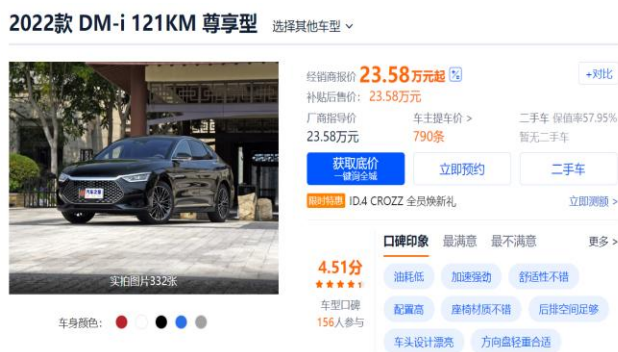 2022款 DM-i 121KM 尊享型 选择其他车型
经销商报价 23.58万元起 %
+对比
补贴后售价: 23.58万元
厂商指导价 车主提车价 > 二手车 保值率57.95%
23.58万元 790条 暂无二手车
获取底价
一键询全城
立即预约
二手车
限时特惠 ID.4 CROZZ 全员焕新礼 立即测额 >
汽车之家
实拍图片332张
车身颜色:
4.51分
车型口碑
156人参与
口碑印象 最满意 最不满意 更多 >
油耗低 加速强劲 舒适性不错
配置高 座椅材质不错 后排空间足够
车头设计漂亮 方向盘轻重合适